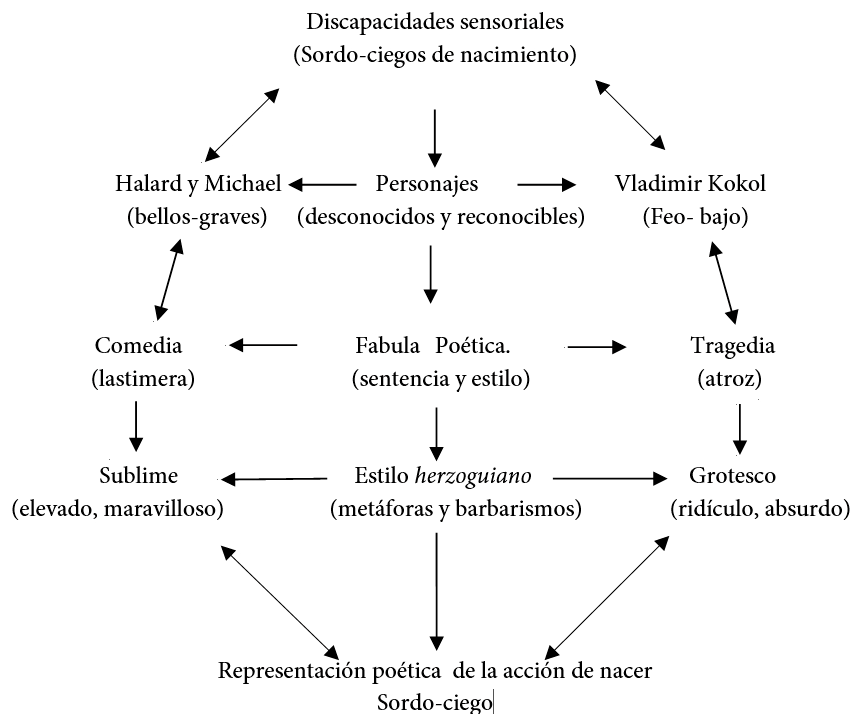 Discapacidades sensoriales
(Sordo-ciegos de nacimiento)
Halard y Michael
(bellos-graves)
Personajes
(desconocidos y reconocibles)
Vladimir Kokol
(Feo- bajo)
Comedia
(lastimera)
Fabula Poética.
(sentencia y estilo)
Tragedia
(atroz)
Sublime
(elevado, maravilloso)
Estilo herzoguiano
(metáforas y barbarismos)
Grotesco
(ridículo, absurdo)
Representación poética de la acción de nacer
Sordo-ciego